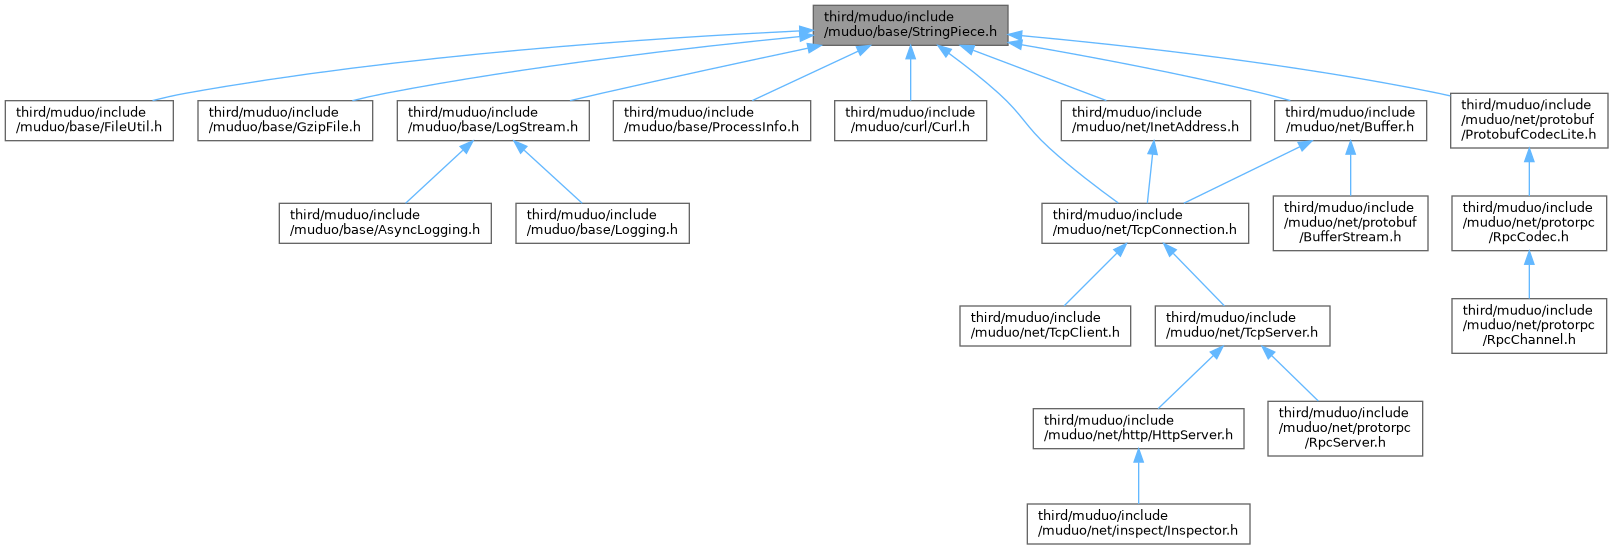 third/muduo/include
/muduo/base/StringPiece.h
third/muduo/include
/muduo/base/FileUtil.h
third/muduo/include
/muduo/base/GzipFile.h
third/muduo/include
/muduo/base/LogStream.h
third/muduo/include
/muduo/base/ProcessInfo.h
third/muduo/include
/muduo/curl/Curl.h
third/muduo/include
/muduo/net/InetAddress.h
third/muduo/include
/muduo/net/Buffer.h
third/muduo/include
/muduo/net/protobuf
/ProtobufCodecLite.h
third/muduo/include
/muduo/base/AsyncLogging.h
third/muduo/include
/muduo/base/Logging.h
third/muduo/include
/muduo/net/TcpConnection.h
third/muduo/include
/muduo/net/protobuf
/BufferStream.h
third/muduo/include
/muduo/net/protorpc
/RpcCodec.h
third/muduo/include
/muduo/net/TcpClient.h
third/muduo/include
/muduo/net/TcpServer.h
third/muduo/include
/muduo/net/protorpc
/RpcChannel.h
third/muduo/include
/muduo/net/http/HttpServer.h
third/muduo/include
/muduo/net/protorpc
/RpcServer.h
third/muduo/include
/muduo/net/inspect/Inspector.h